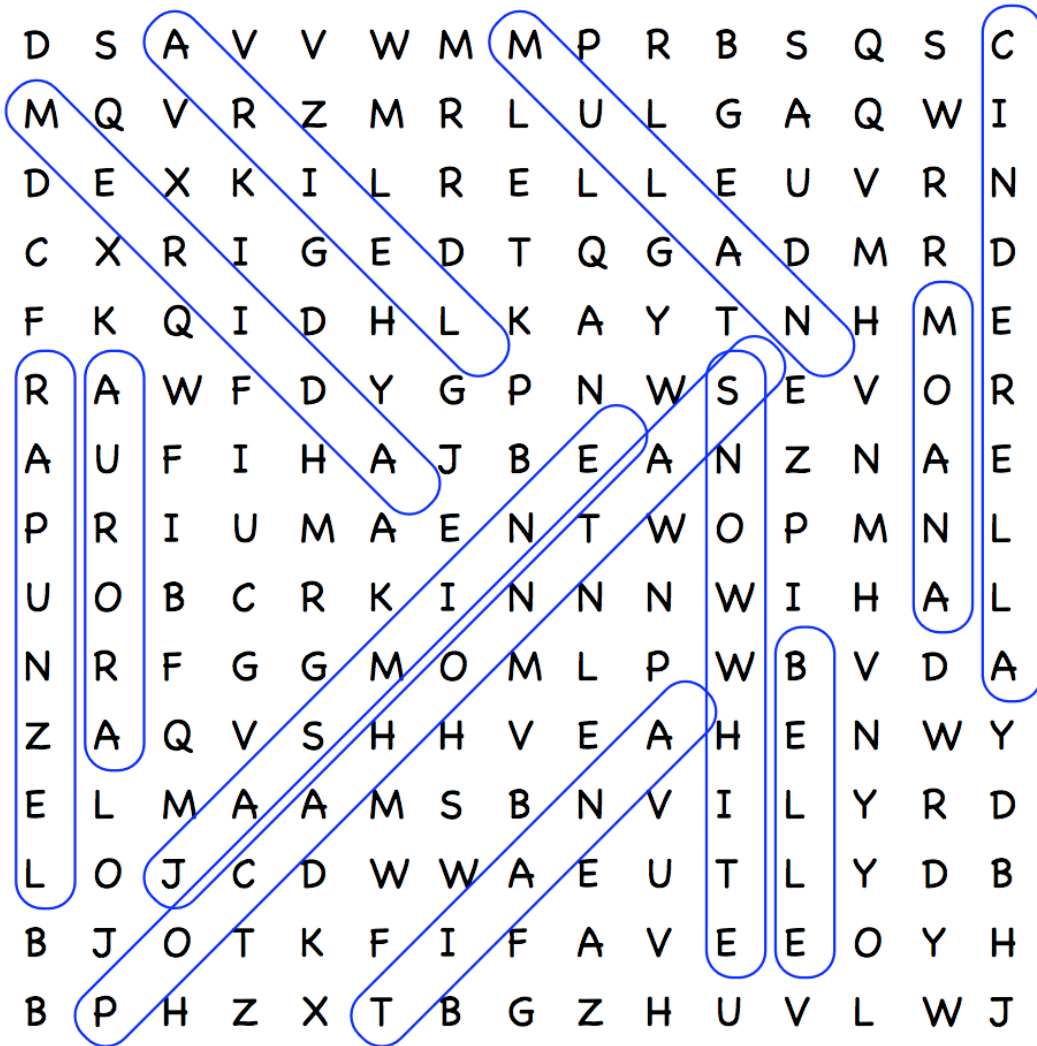 D S A V V W M M P R B S Q S C
M Q V R Z M R L U L G A Q W I
D E X K I L R E L L E U V R N
C X R I G E D T Q G A D M R D
F K Q I D H L K A Y T N H M E
R A W F D Y G P N W S E V O R
A U F I H A J B E A N Z N A E
P R I U M A E N T W O P M N L
U O B C R K I N N N W I H A L
N R F G G M O M L P W B V D A
Z A Q V S H H V E A H E N W Y
E L M A A M S B N V I L Y R D
L O J C D W W A E U T L Y D B
B J O T K F I F A V E E O Y H
B P H Z X T B G Z H U V L W J